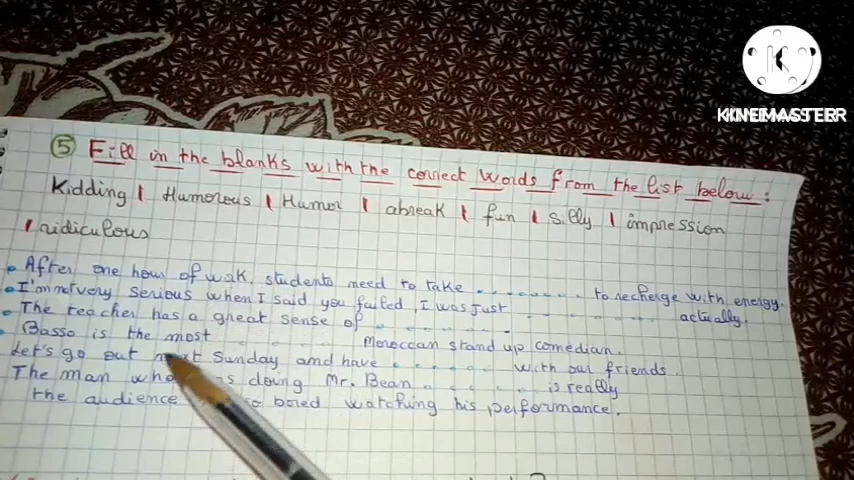 KINEMASTER
⑤ Fill in the blanks with the correct words from the list below :
Kidding | Humorous | Humor | abreak | fun | silly | impression
| ridiculous
• After one hour of wok, students need to take ......... to recherge with energy.
• I'm not very serious when I said you failed, I was just ......... actually.
• The teacher has a great sense of ..........
• Basso is the most ......... Moroccan stand up comedian.
Let's go out next Sunday and have ...... with our friends.
The man who is doing Mr. Bean ...... is really
the audience so bored watching his performance.